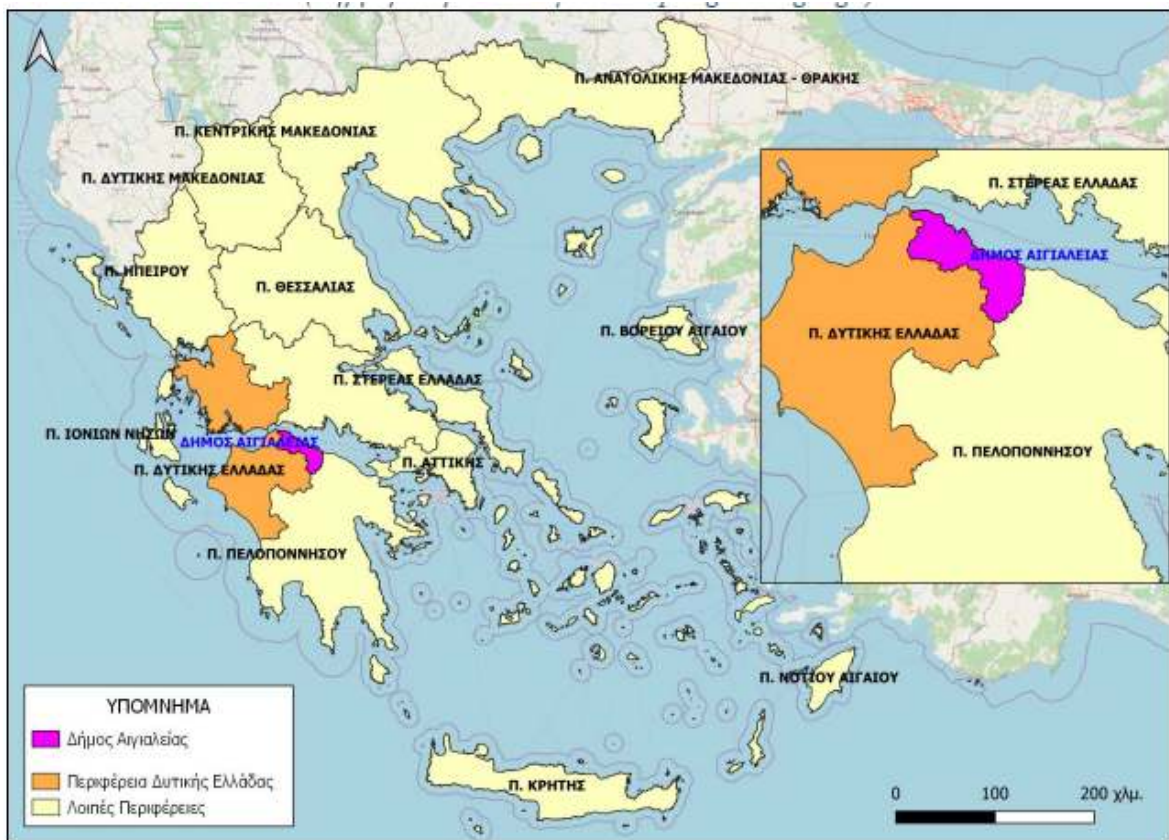 Π. ΑΝΑΤΟΛΙΚΗΣ ΜΑΚΕΔΟΝΙΑΣ - ΘΡΑΚΗΣ
Π. ΚΕΝΤΡΙΚΗΣ ΜΑΚΕΔΟΝΙΑΣ
Π. ΔΥΤΙΚΗΣ ΜΑΚΕΔΟΝΙΑΣ
Π. ΗΠΕΙΡΟΥ
Π. ΘΕΣΣΑΛΙΑΣ
Π. ΒΟΡΕΙΟΥ ΑΙΓΑΙΟΥ
Π. ΣΤΕΡΕΑΣ ΕΛΛΑΔΑΣ
Π. ΙΟΝΙΩΝ ΝΗΣΩΝ
ΔΗΜΟΣ ΑΙΓΙΑΛΕΙΑΣ
Π. ΔΥΤΙΚΗΣ ΕΛΛΑΔΑΣ
Π. ΑΤΤΙΚΗΣ
Π. ΠΕΛΟΠΟΝΝΗΣΟΥ
Π. ΝΟΤΙΟΥ ΑΙΓΑΙΟΥ
Π. ΚΡΗΤΗΣ
Π. ΣΤΕΡΕΑΣ ΕΛΛΑΔΑΣ
ΔΗΜΟΣ ΑΙΓΙΑΛΕΙΑΣ
Π. ΔΥΤΙΚΗΣ ΕΛΛΑΔΑΣ
Π. ΠΕΛΟΠΟΝΝΗΣΟΥ
ΥΠΟΜΝΗΜΑ
Δήμος Αιγιαλείας
Περιφέρεια Δυτικής Ελλάδας
Λοιπές Περιφέρειες
0 100 200 χλμ.